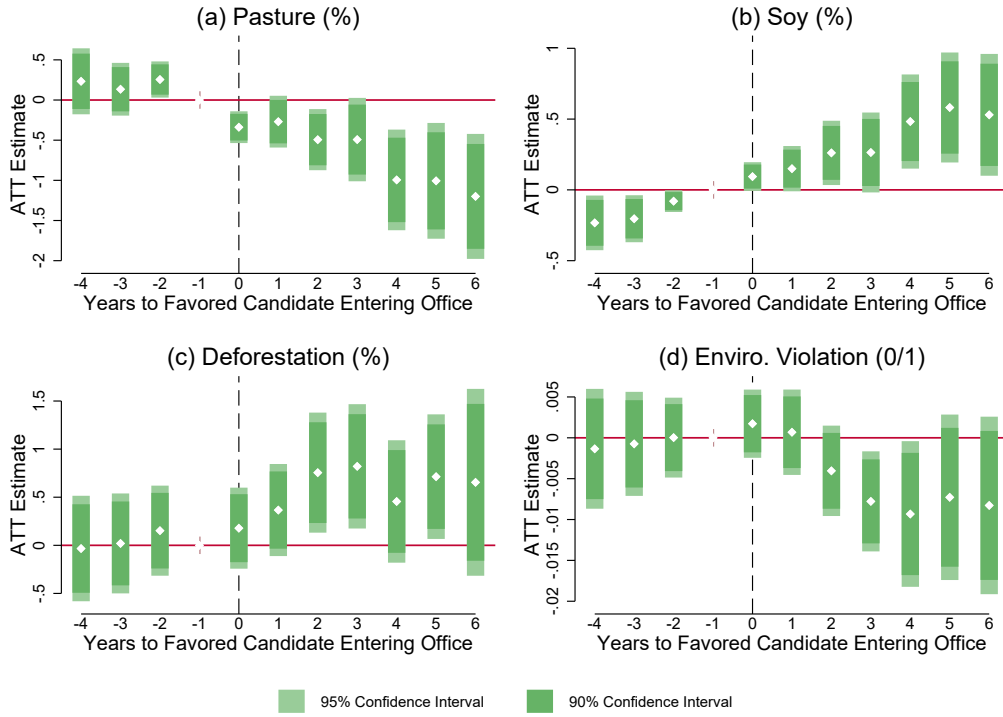 (a) Pasture (%)
ATT Estimate
.5
0
-.5
-1
-1.5
-2
-4 -3 -2 -1 0 1 2 3 4 5 6
Years to Favored Candidate Entering Office
(b) Soy (%)
ATT Estimate
1
.5
0
-.5
-4 -3 -2 -1 0 1 2 3 4 5 6
Years to Favored Candidate Entering Office
(c) Deforestation (%)
ATT Estimate
1.5
1
.5
0
-.5
-4 -3 -2 -1 0 1 2 3 4 5 6
Years to Favored Candidate Entering Office
(d) Enviro. Violation (0/1)
ATT Estimate
.005
0
-.005
-.01
-.015
-.02
-4 -3 -2 -1 0 1 2 3 4 5 6
Years to Favored Candidate Entering Office
95% Confidence Interval
90% Confidence Interval